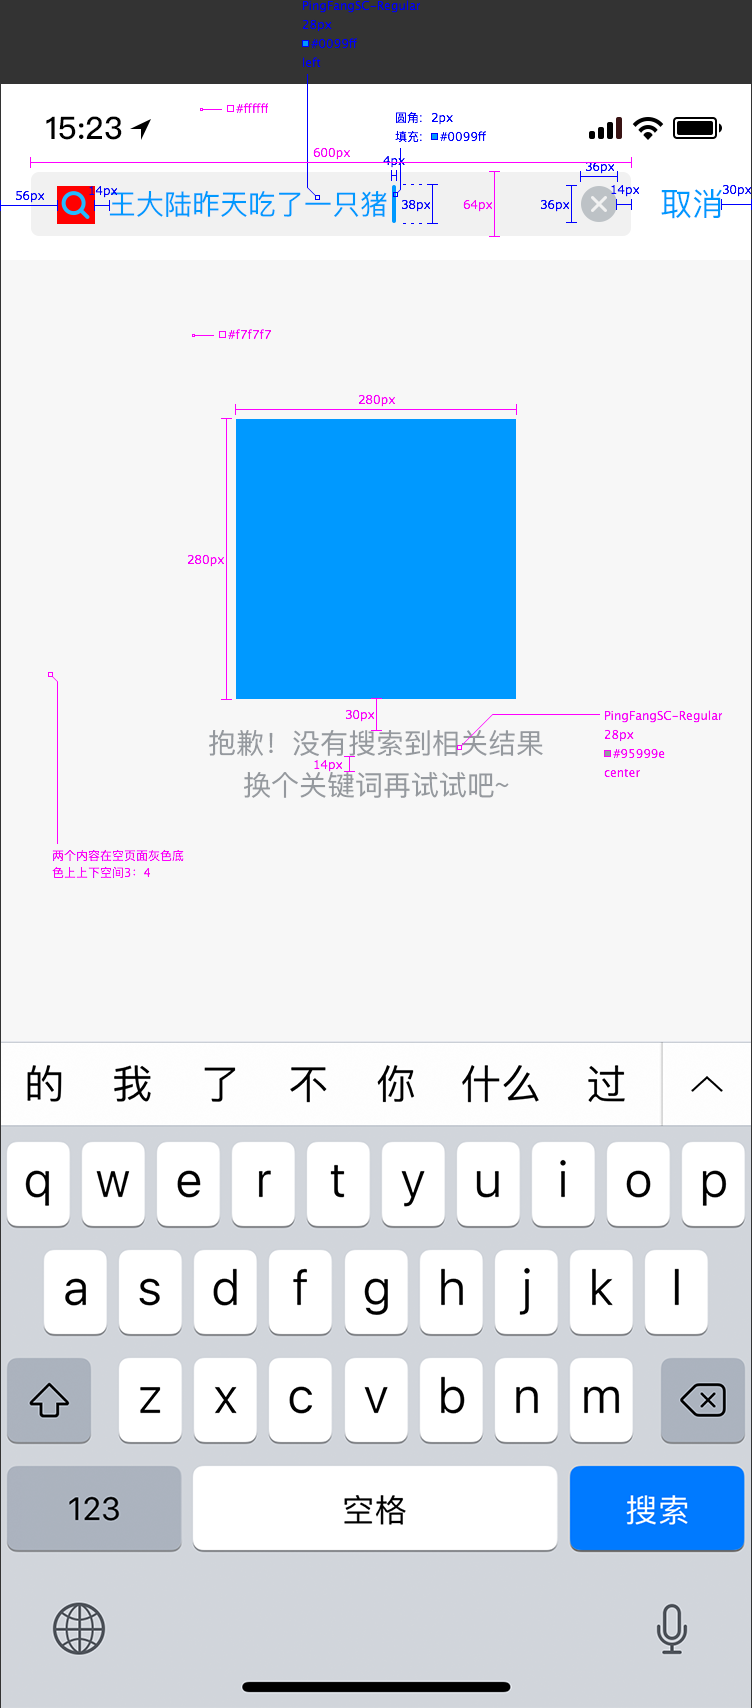 PingFangSC-Regular
28px
#0099ff
left
#ffffff
圆角：2px
填充：#0099ff
15:23
600px
4px
36px
56px
14px
王大陆昨天吃了一只猪
38px
64px
36px
14px
取消
30px
#f7f7f7
280px
280px
30px
PingFangSC-Regular
28px
#95999e
center
抱歉！没有搜索到相关结果
14px
换个关键词再试试吧~
两个内容在空页面灰色底
色上上下空间3：4
的 我 了 不 你 什么 过
q w e r t y u i o p
a s d f g h j k l
z x c v b n m
123 空格 搜索